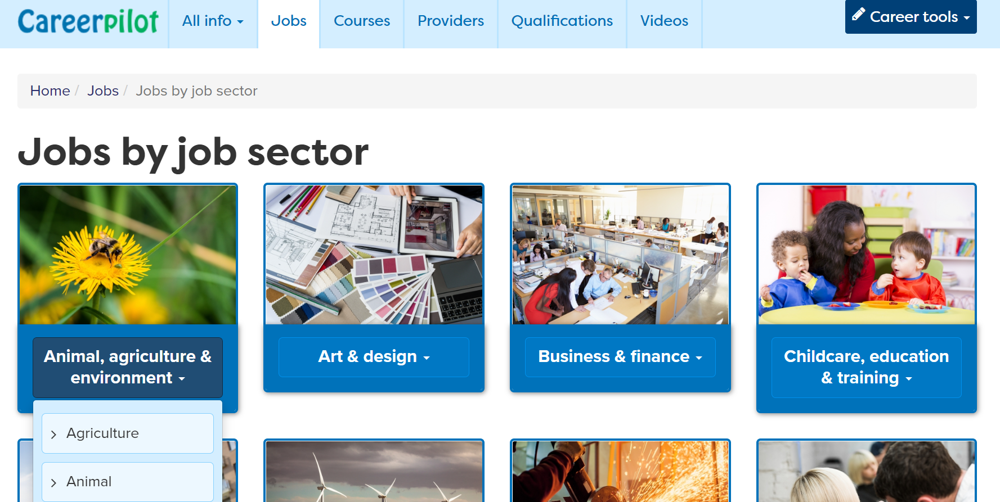 Careerpilot
All info
Jobs
Courses
Providers
Qualifications
Videos
Career tools
Home / Jobs / Jobs by job sector
Jobs by job sector
Animal, agriculture &
environment
Art & design
Business & finance
Childcare, education
& training
Agriculture
Animal